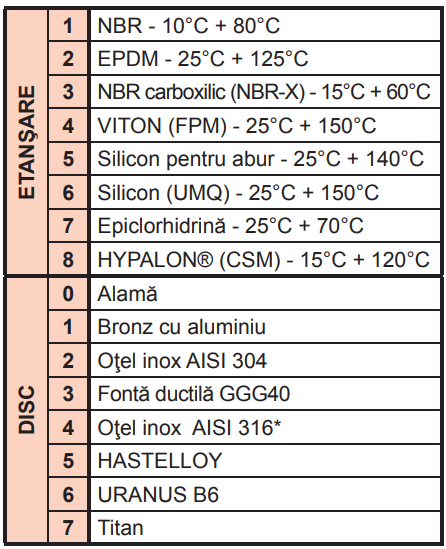 ETANŞARE
1 NBR - 10°C + 80°C
2 EPDM - 25°C + 125°C
3 NBR carboxilic (NBR-X) - 15°C + 60°C
4 VITON (FPM) - 25°C + 150°C
5 Silicon pentru abur - 25°C + 140°C
6 Silicon (UMQ) - 25°C + 150°C
7 Epiclorhidrină - 25°C + 70°C
8 HYPALON® (CSM) - 15°C + 120°C
DISC
0 Alamă
1 Bronz cu aluminiu
2 Oţel inox AISI 304
3 Fontă ductilă GGG40
4 Oţel inox AISI 316*
5 HASTELLOY
6 URANUS B6
7 Titan